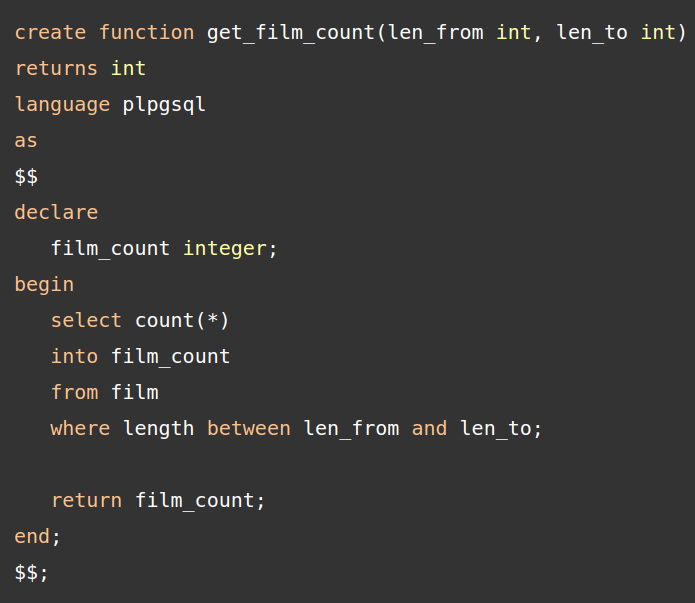 create function get_film_count(len_from int, len_to int)
returns int
language plpgsql
as
$$
declare
   film_count integer;
begin
   select count(*)
   into film_count
   from film
   where length between len_from and len_to;

   return film_count;
end;
$$;